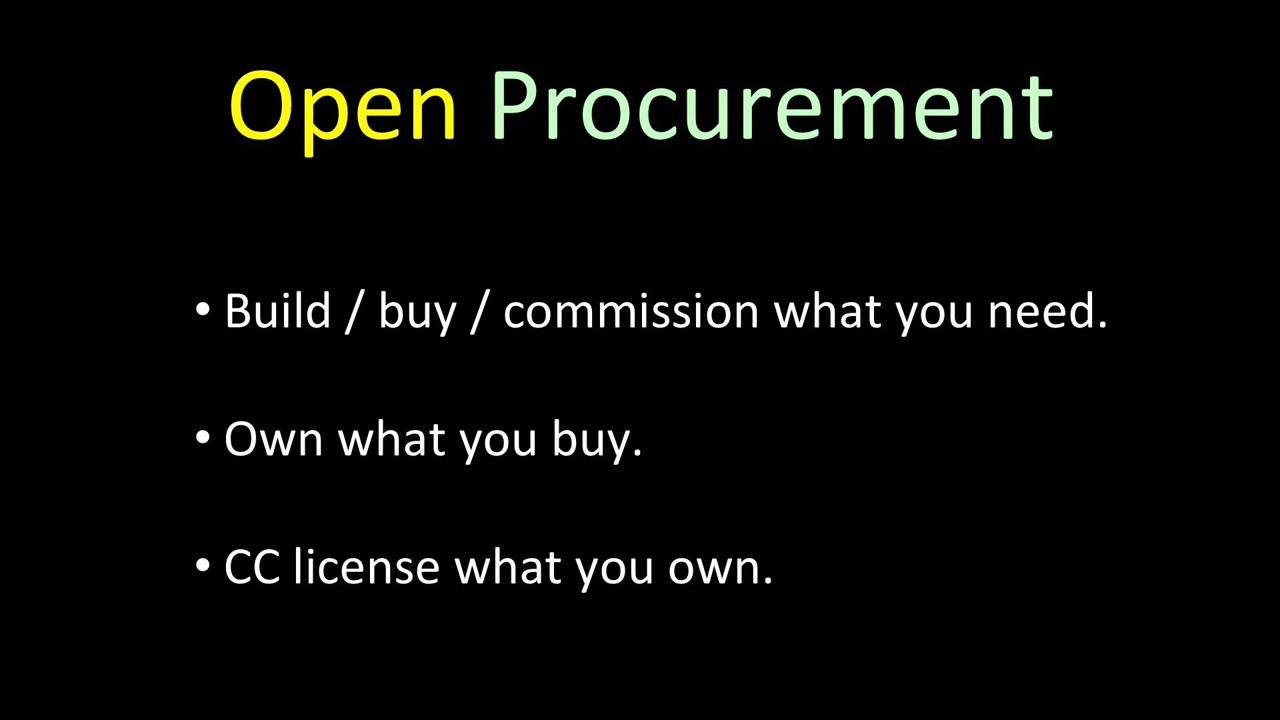 Open Procurement
• Build / buy / commission what you need.
• Own what you buy.
• CC license what you own.